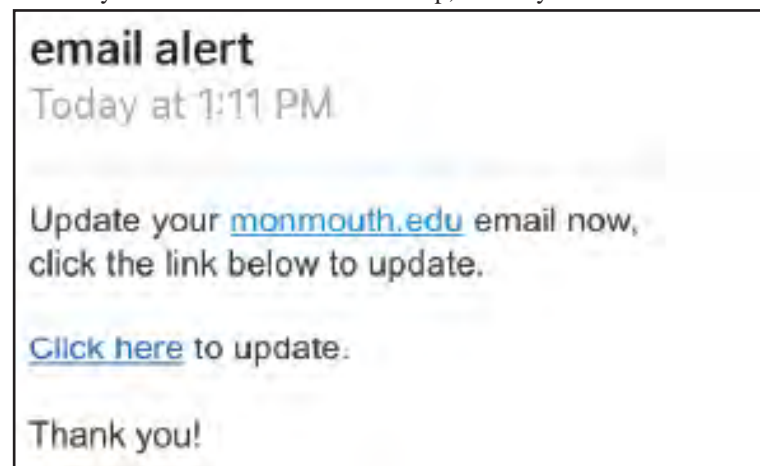 email alert
Today at 1:11 PM
Update your monmouth.edu email now,
click the link below to update.
Click here to update.
Thank you!